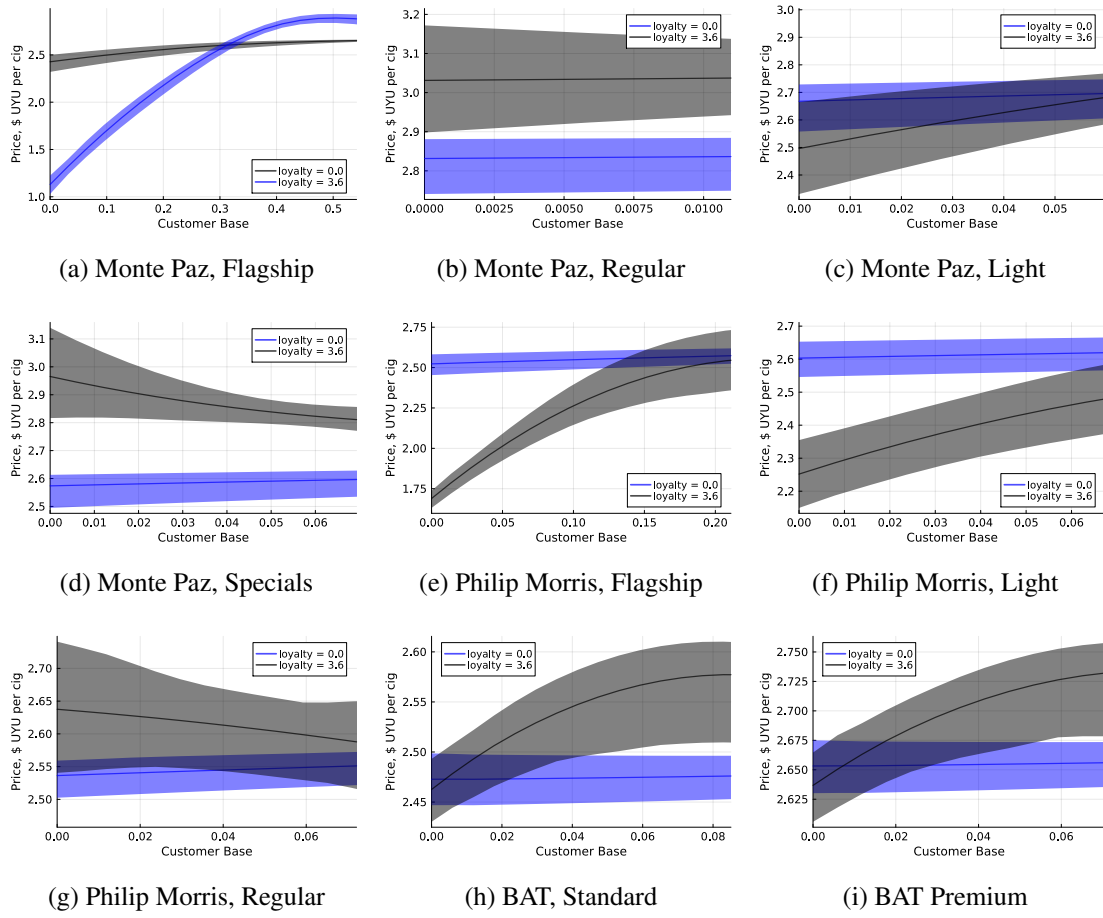 Price, $ UYU per cig
2.5
2.0
1.5
1.0
loyalty = 0.0
loyalty = 3.6
0.0 0.1 0.2 0.3 0.4 0.5
Customer Base
(a) Monte Paz, Flagship
Price, $ UYU per cig
3.2
3.1
3.0
2.9
2.8
loyalty = 0.0
loyalty = 3.6
0.0000 0.0025 0.0050 0.0075 0.0100
Customer Base
(b) Monte Paz, Regular
Price, $ UYU per cig
3.0
2.9
2.8
2.7
2.6
2.5
2.4
loyalty = 0.0
loyalty = 3.6
0.00 0.01 0.02 0.03 0.04 0.05
Customer Base
(c) Monte Paz, Light
Price, $ UYU per cig
3.1
3.0
2.9
2.8
2.7
2.6
2.5
loyalty = 0.0
loyalty = 3.6
0.00 0.01 0.02 0.03 0.04 0.05 0.06
Customer Base
(d) Monte Paz, Specials
Price, $ UYU per cig
2.75
2.50
2.25
2.00
1.75
loyalty = 0.0
loyalty = 3.6
0.00 0.05 0.10 0.15 0.20
Customer Base
(e) Philip Morris, Flagship
Price, $ UYU per cig
2.7
2.6
2.5
2.4
2.3
2.2
loyalty = 0.0
loyalty = 3.6
0.00 0.01 0.02 0.03 0.04 0.05 0.06
Customer Base
(f) Philip Morris, Light
Price, $ UYU per cig
2.70
2.65
2.60
2.55
2.50
loyalty = 0.0
loyalty = 3.6
0.00 0.02 0.04 0.06
Customer Base
(g) Philip Morris, Regular
Price, $ UYU per cig
2.60
2.55
2.50
2.45
loyalty = 0.0
loyalty = 3.6
0.00 0.02 0.04 0.06 0.08
Customer Base
(h) BAT, Standard
Price, $ UYU per cig
2.750
2.725
2.700
2.675
2.650
2.625
loyalty = 0.0
loyalty = 3.6
0.00 0.02 0.04 0.06
Customer Base
(i) BAT Premium